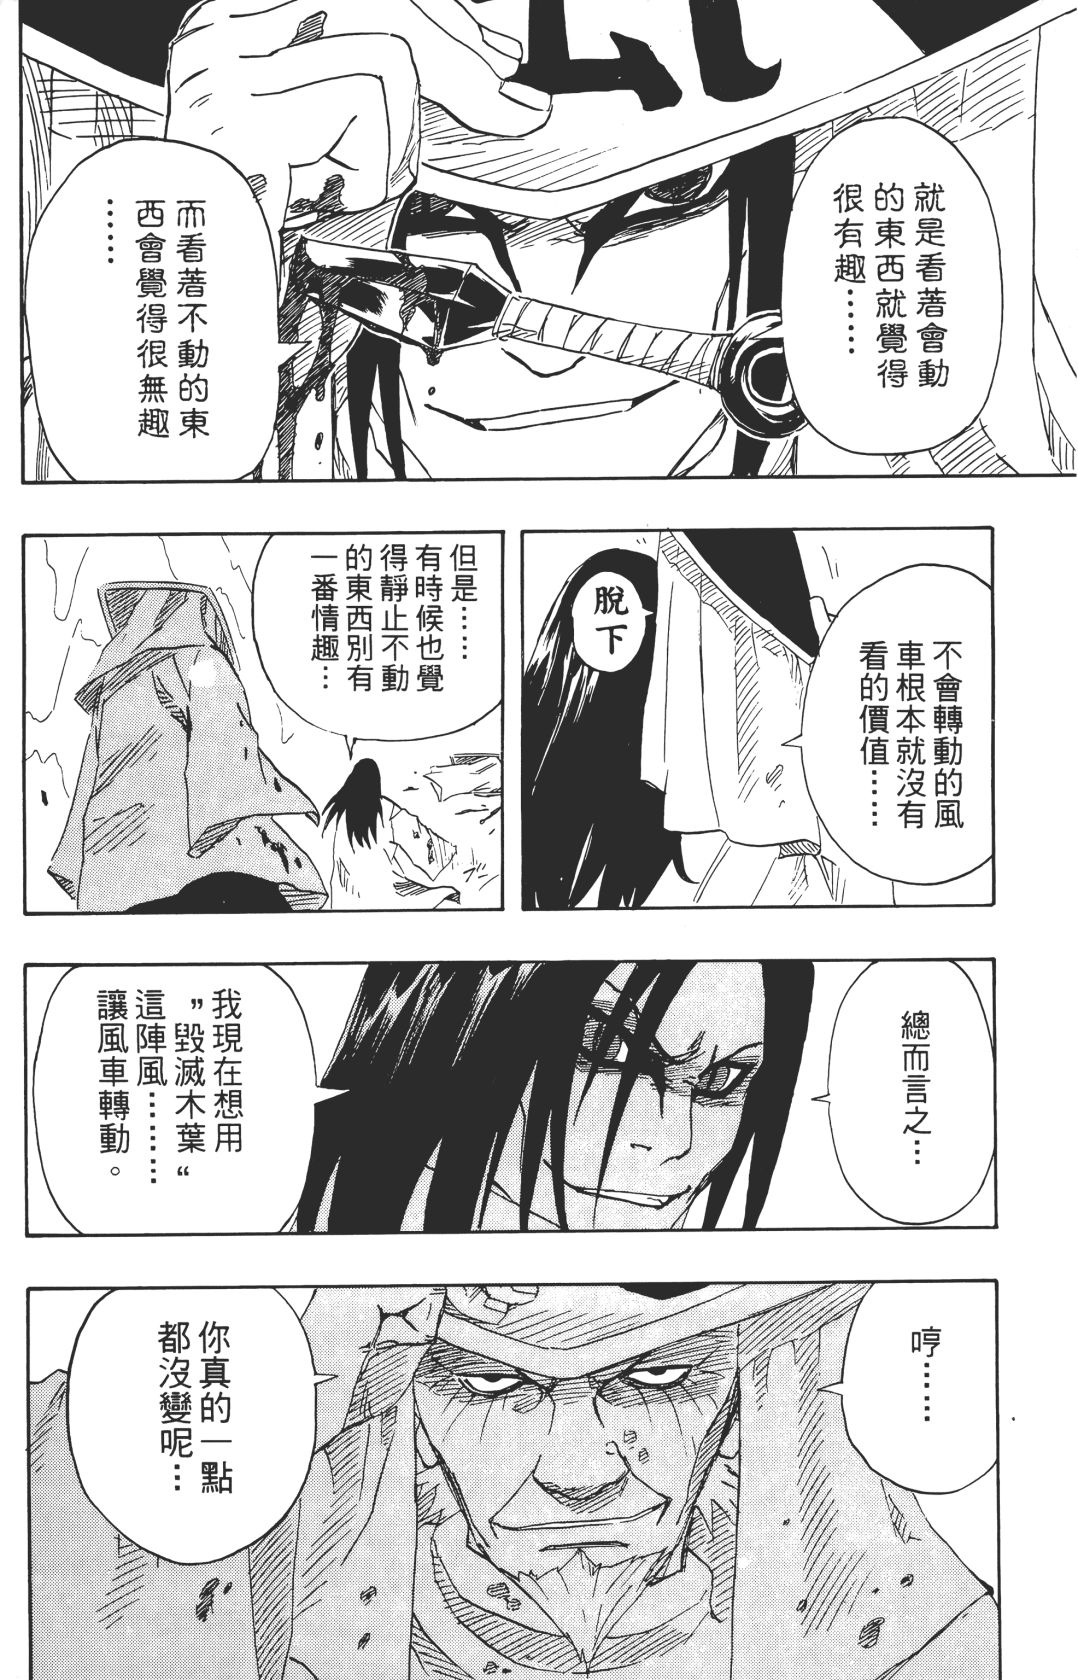 就是看著會動
的東西就覺得
很有趣……
而看著不動的東
西會覺得很無趣
……
不會轉動的風
車根本就沒有
看的價值……
脫下
但是……
有時候也覺
得靜止不動
的東西別有
一番情趣…
總而言之…
我現在想用
”毀滅木葉“
這陣風………
讓風車轉動。
哼……
你真的一點
都沒變呢…